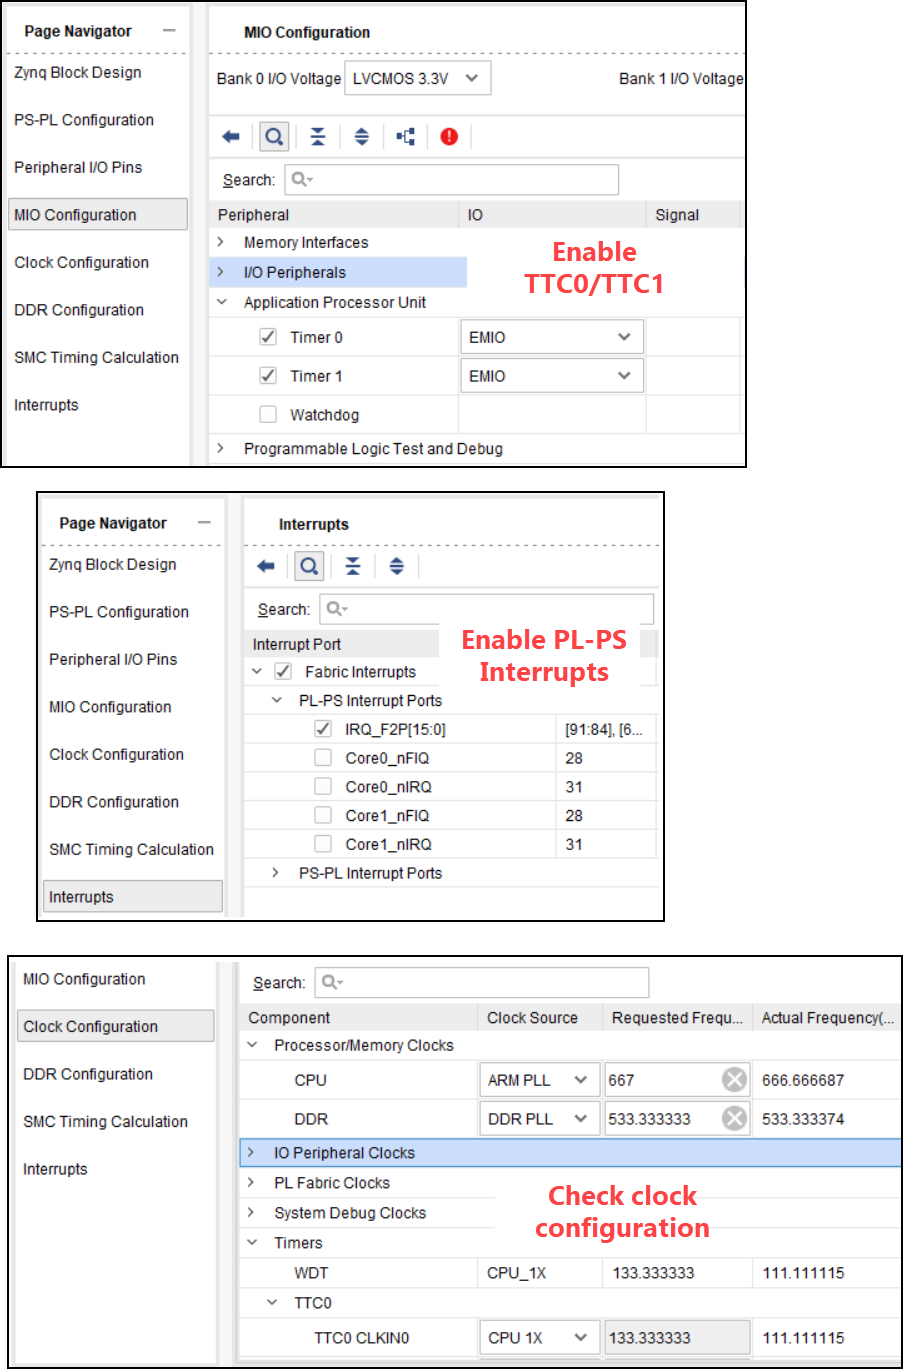 Page Navigator
MIO Configuration
Zynq Block Design
Bank 0 I/O Voltage LVCMOS 3.3V Bank 1 I/O Voltage
PS-PL Configuration
Peripheral I/O Pins
Search:
MIO Configuration
Peripheral IO Signal
Memory Interfaces
Enable
TTC0/TTC1
Clock Configuration
I/O Peripherals
DDR Configuration
Application Processor Unit
Timer 0 EMIO
SMC Timing Calculation
Timer 1 EMIO
Interrupts
Watchdog
Programmable Logic Test and Debug
Page Navigator
Interrupts
Zynq Block Design
PS-PL Configuration
Search:
Enable PL-PS
Interrupts
Interrupt Port
Peripheral I/O Pins
Fabric Interrupts
MIO Configuration
PL-PS Interrupt Ports
IRQ_F2P[15:0] [91:84], [6...
Clock Configuration
Core0_nFIQ 28
Core0_nIRQ 31
DDR Configuration
Core1_nFIQ 28
SMC Timing Calculation
Core1_nIRQ 31
PS-PL Interrupt Ports
Interrupts
MIO Configuration
Search:
Clock Configuration
Component Clock Source Requested Frequ... Actual Frequency(...
Processor/Memory Clocks
DDR Configuration
CPU ARM PLL 667 666.666687
SMC Timing Calculation
DDR DDR PLL 533.333333 533.333374
Interrupts
IO Peripheral Clocks
PL Fabric Clocks
Check clock
configuration
System Debug Clocks
Timers
WDT CPU_1X 133.333333 111.111115
TTC0
TTC0 CLKIN0 CPU 1X 133.333333 111.111115